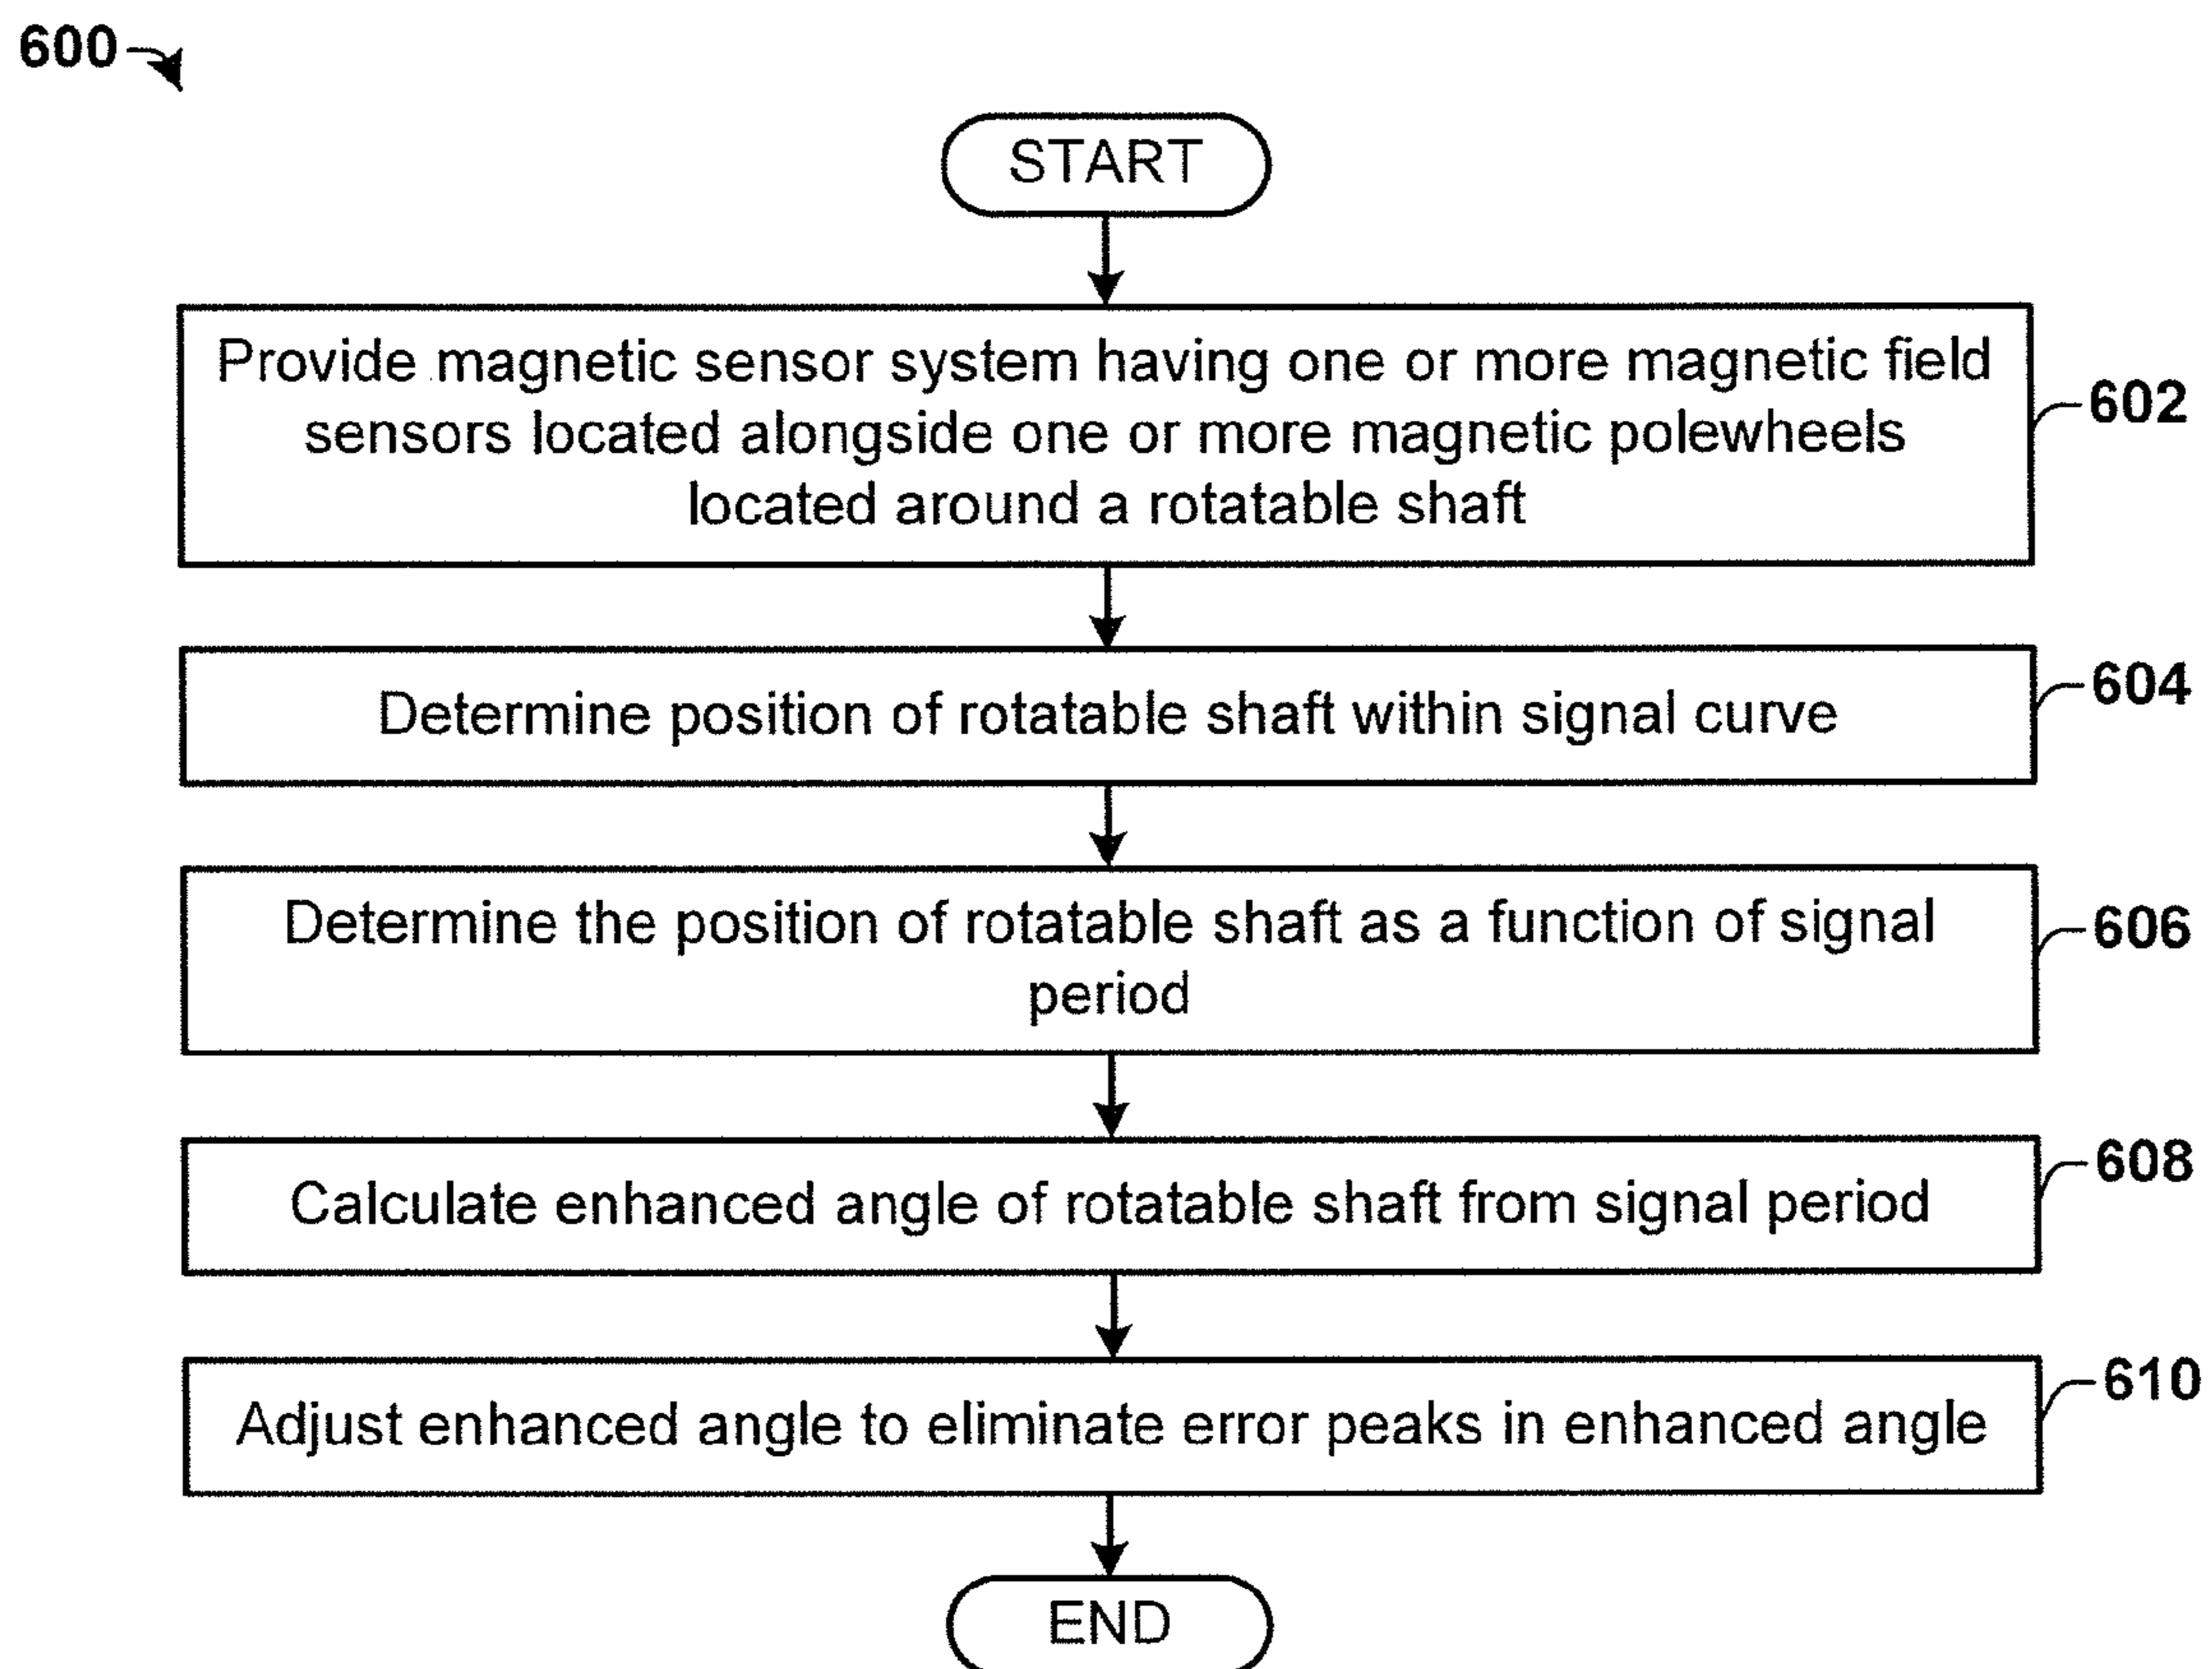 600
START
Provide magnetic sensor system having one or more magnetic field
sensors located alongside one or more magnetic polewheels
located around a rotatable shaft
602
Determine position of rotatable shaft within signal curve
604
Determine the position of rotatable shaft as a function of signal
period
606
Calculate enhanced angle of rotatable shaft from signal period
608
Adjust enhanced angle to eliminate error peaks in enhanced angle
610
END